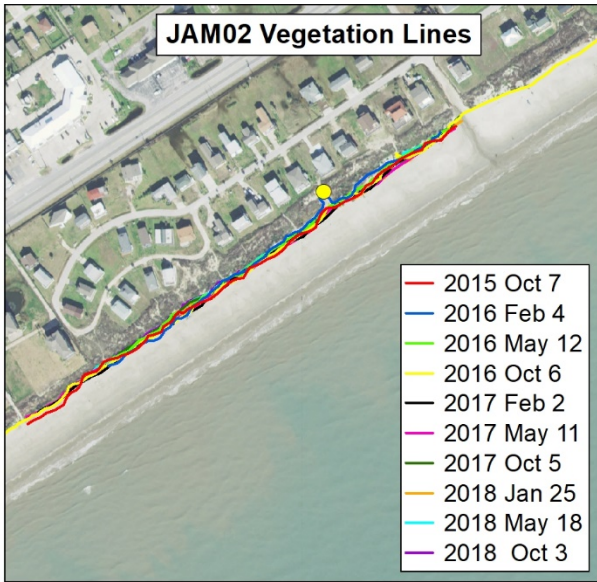 JAM02 Vegetation Lines
2015 Oct 7
2016 Feb 4
2016 May 12
2016 Oct 6
2017 Feb 2
2017 May 11
2017 Oct 5
2018 Jan 25
2018 May 18
2018 Oct 3